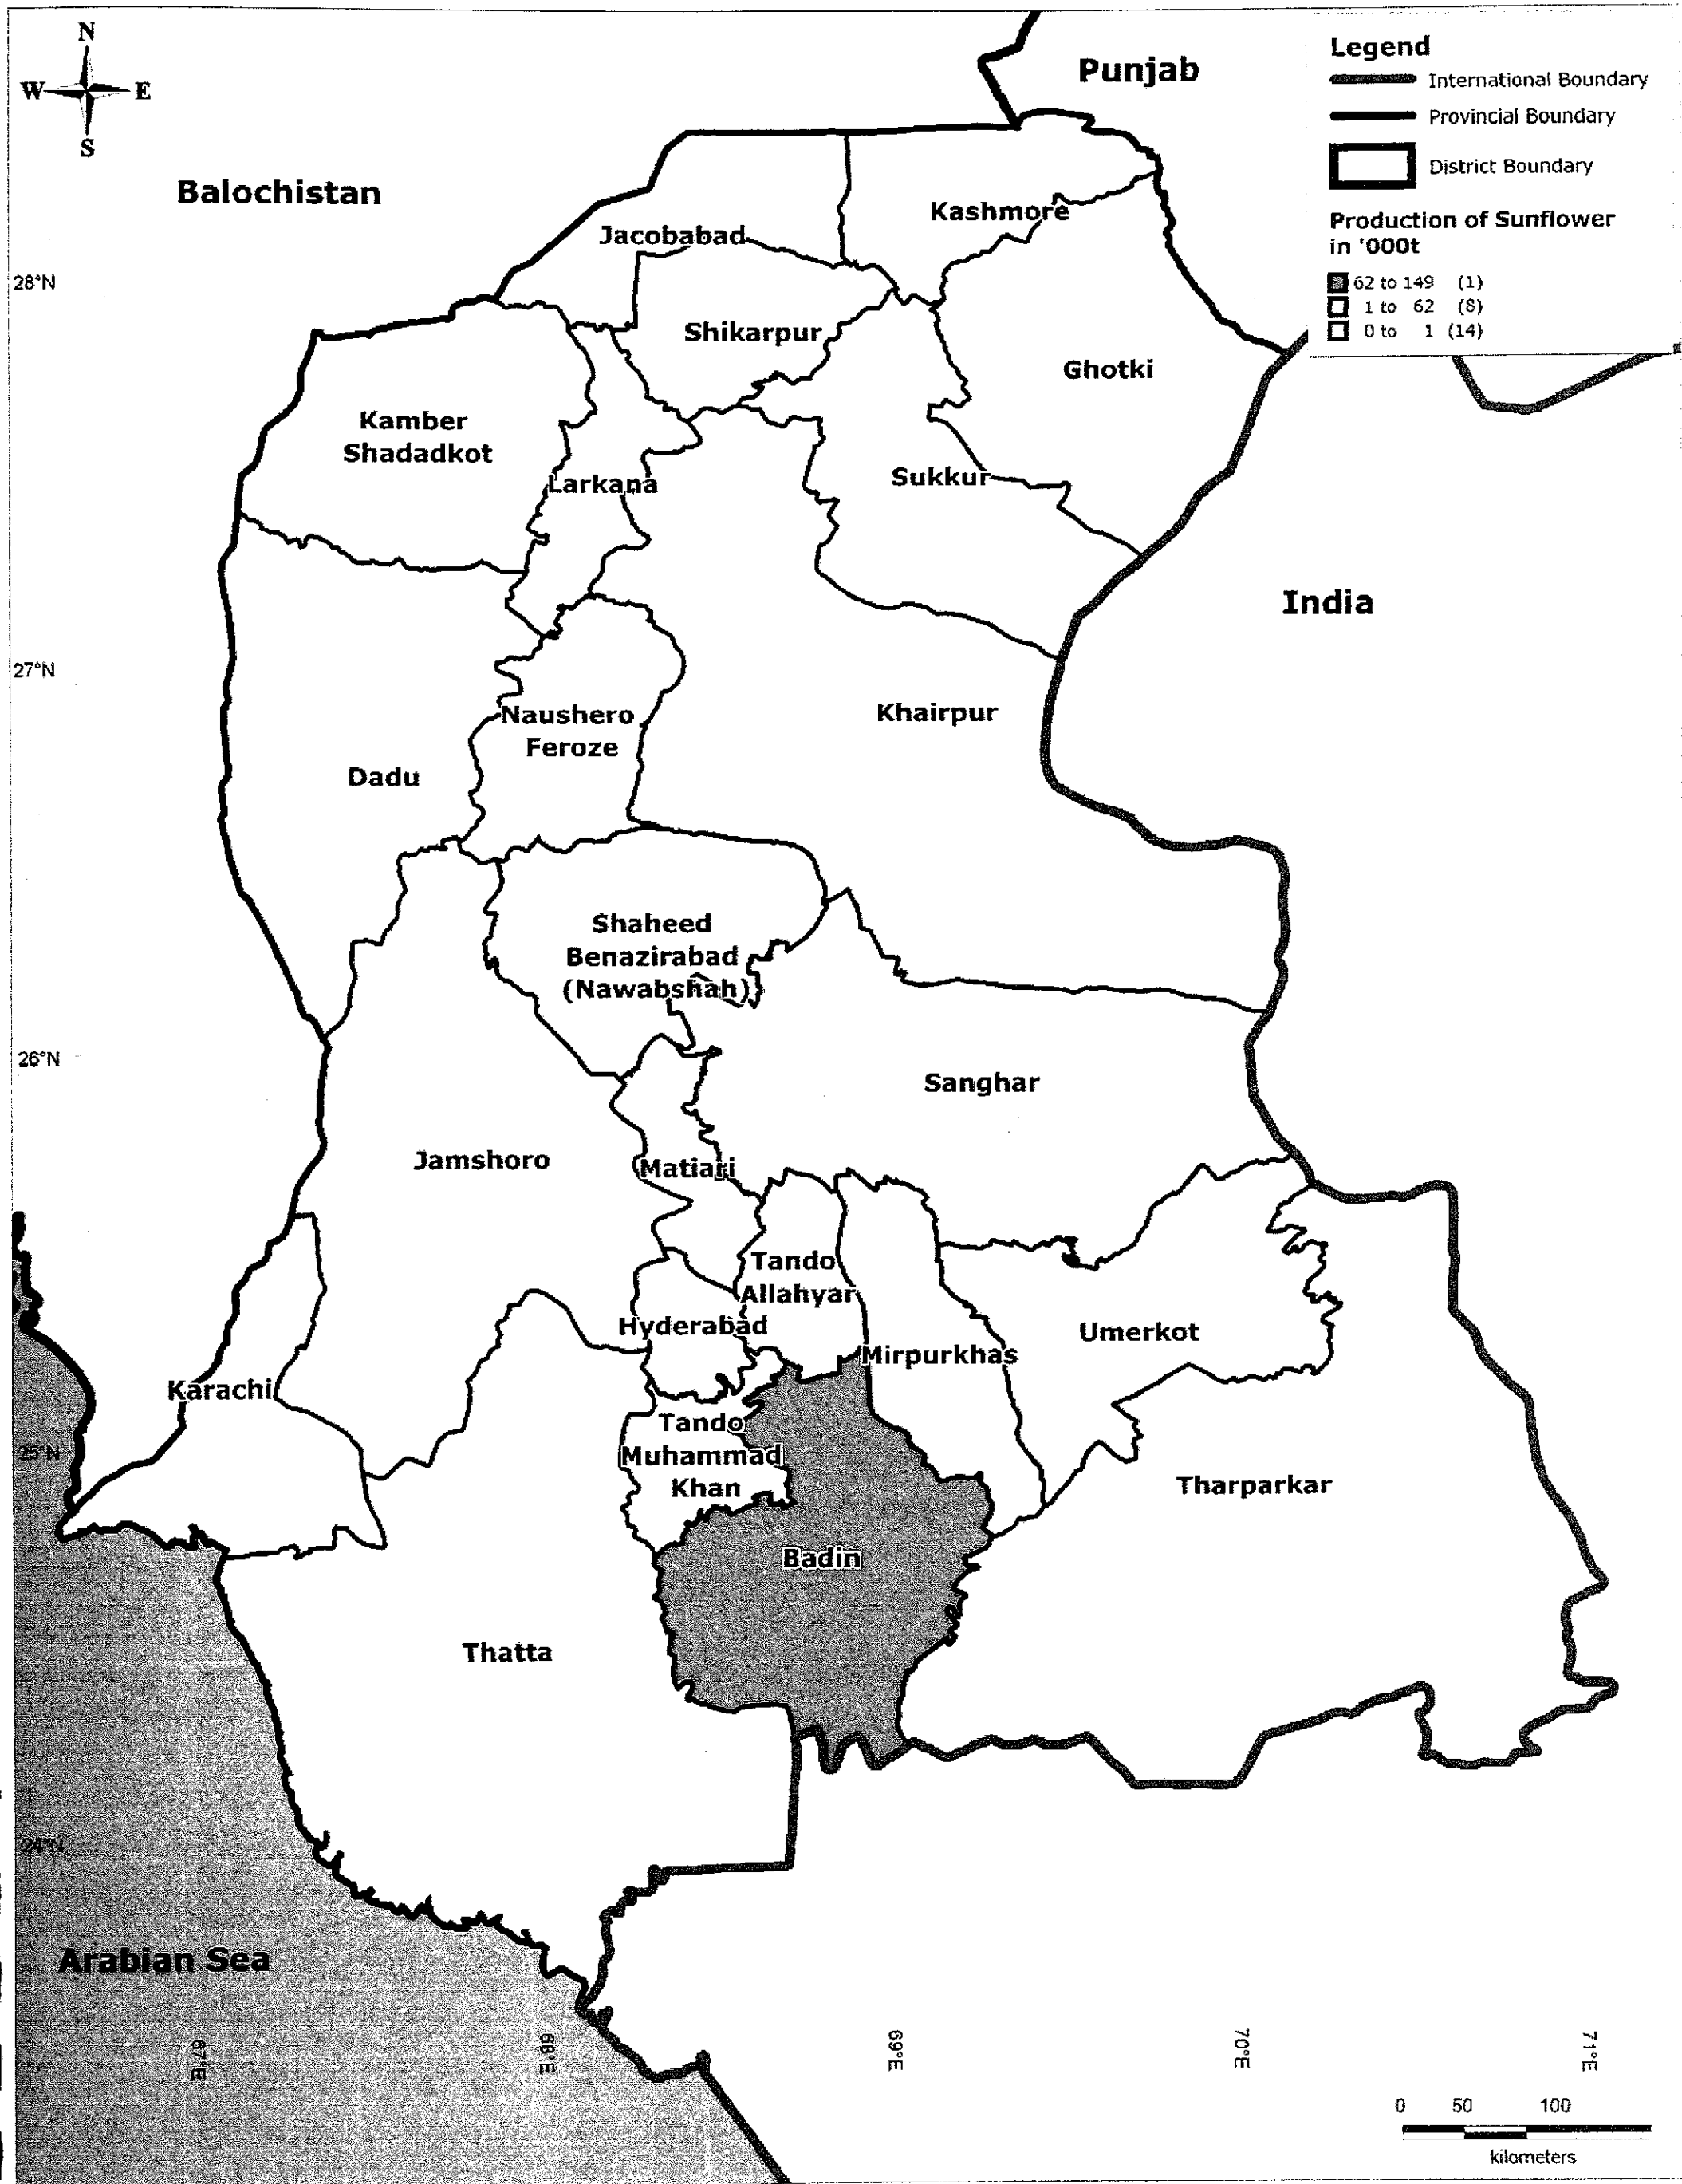 N
W E
S
Punjab
Legend
International Boundary
Provincial Boundary
District Boundary
Production of Sunflower
in '000t
62 to 149 (1)
1 to 62 (8)
0 to 1 (14)
Balochistan
Kashmore
Jacobabad
28°N
Shikarpur
Ghotki
Kamber
Shadadkot
Sukkur
Larkana
India
27°N
Khairpur
Naushero
Feroze
Dadu
Shaheed
Benazirabad
(Nawabshah)
26°N
Sanghar
Jamshoro
Matiari
Tando
Allahyar
Hyderabad
Umerkot
Mirpurkhas
Karachi
Tando
Muhammad
Khan
25°N
Tharparkar
Badin
Thatta
24°N
Arabian Sea
67°E
68°E
69°E
70°E
71°E
0 50 100
kilometers